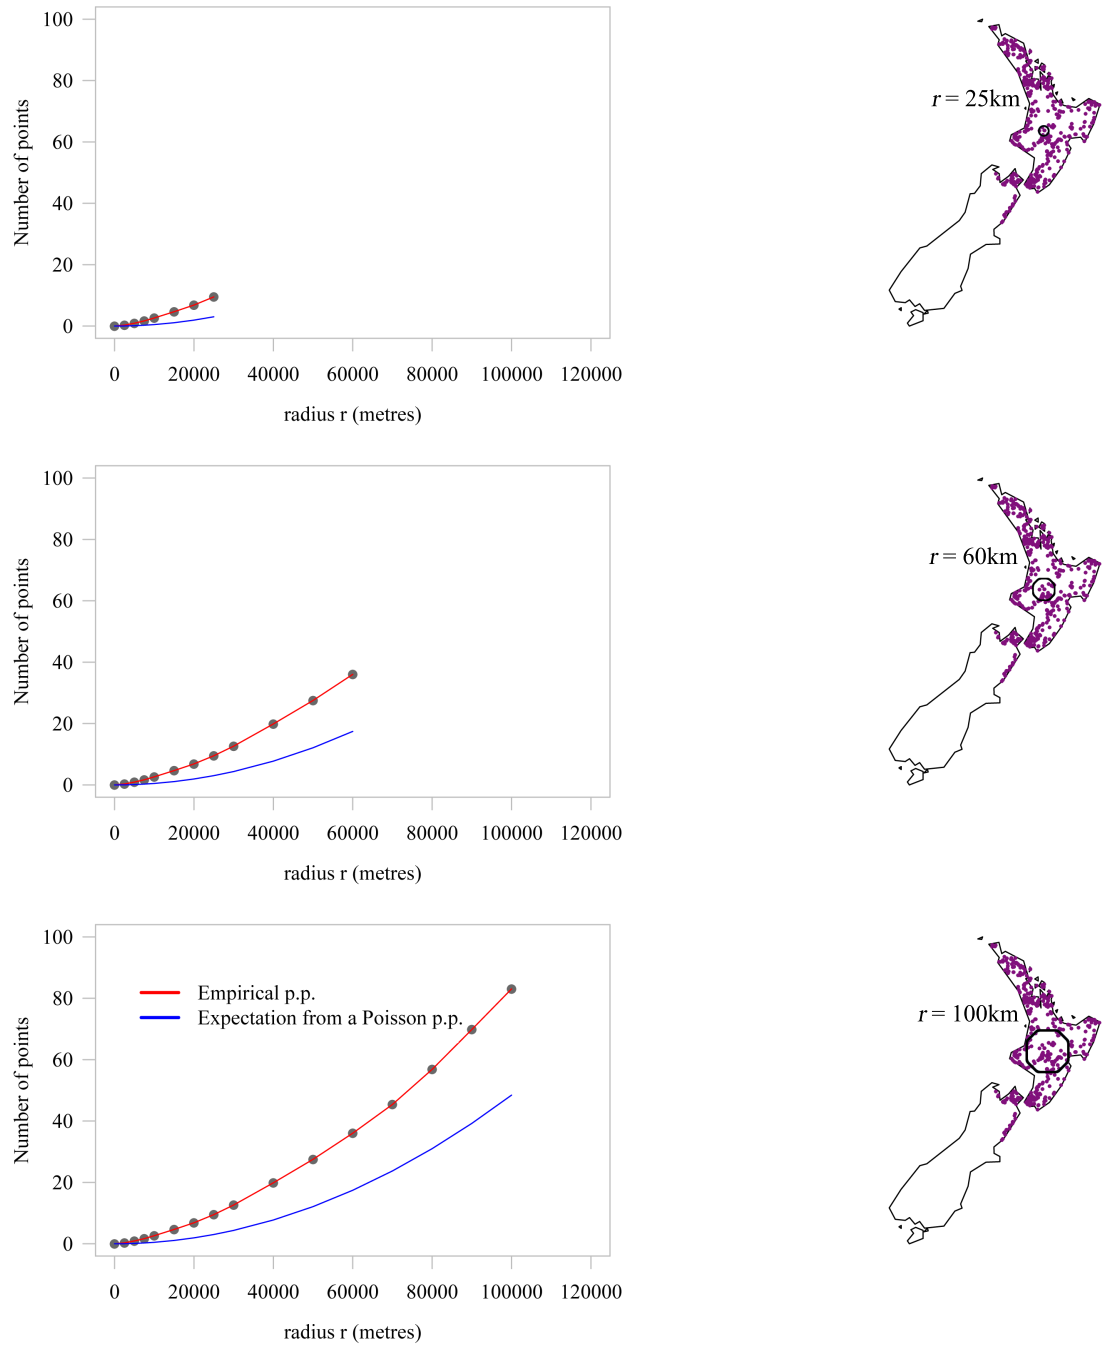 100
80
60
40
20
0
Number of points
0 20000 40000 60000 80000 100000 120000
radius r (metres)
r = 25km
100
80
60
40
20
0
Number of points
0 20000 40000 60000 80000 100000 120000
radius r (metres)
r = 60km
100
80
60
40
20
0
Number of points
Empirical p.p.
Expectation from a Poisson p.p.
0 20000 40000 60000 80000 100000 120000
radius r (metres)
r = 100km